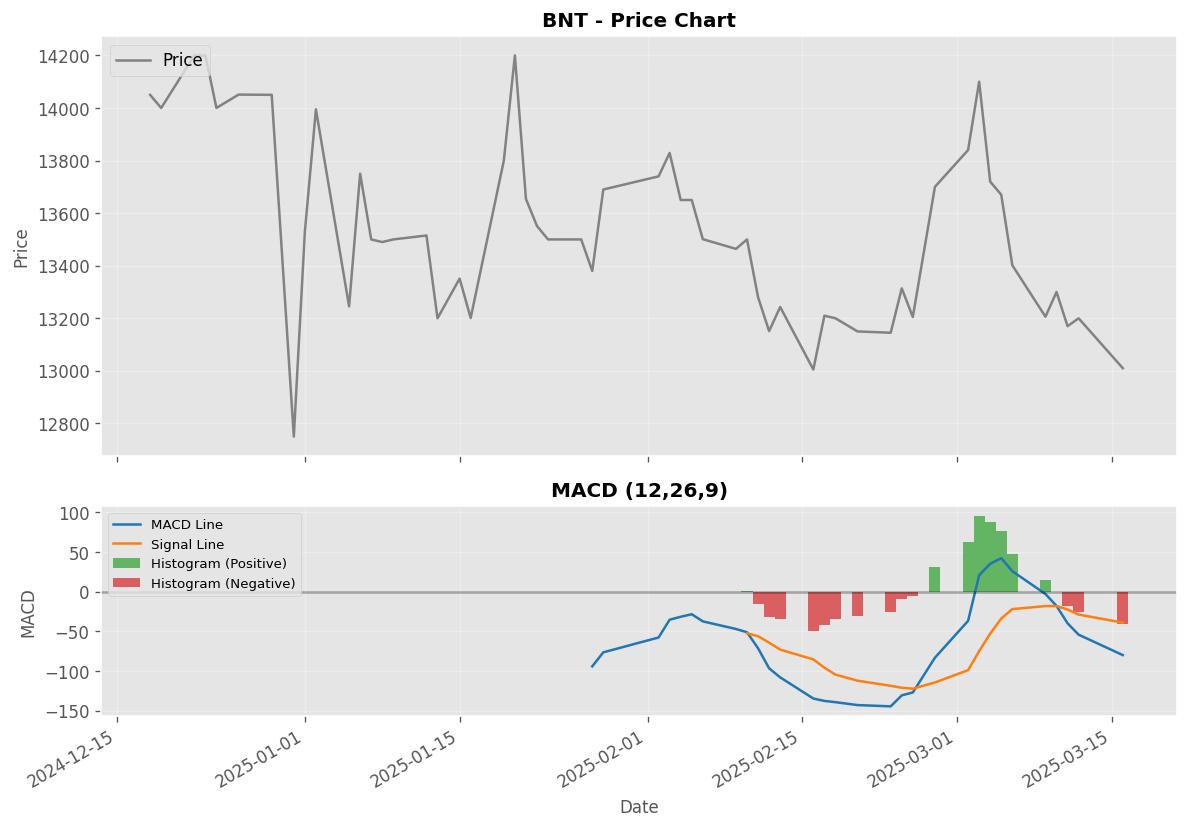 BNT - Price Chart
Price
14200
14000
13800
13600
13400
13200
13000
12800
Price
MACD (12,26,9)
MACD Line
Signal Line
Histogram (Positive)
Histogram (Negative)
100
50
0
−50
−100
−150
MACD
2024-12-15
2025-01-01
2025-01-15
2025-02-01
2025-02-15
2025-03-01
2025-03-15
Date